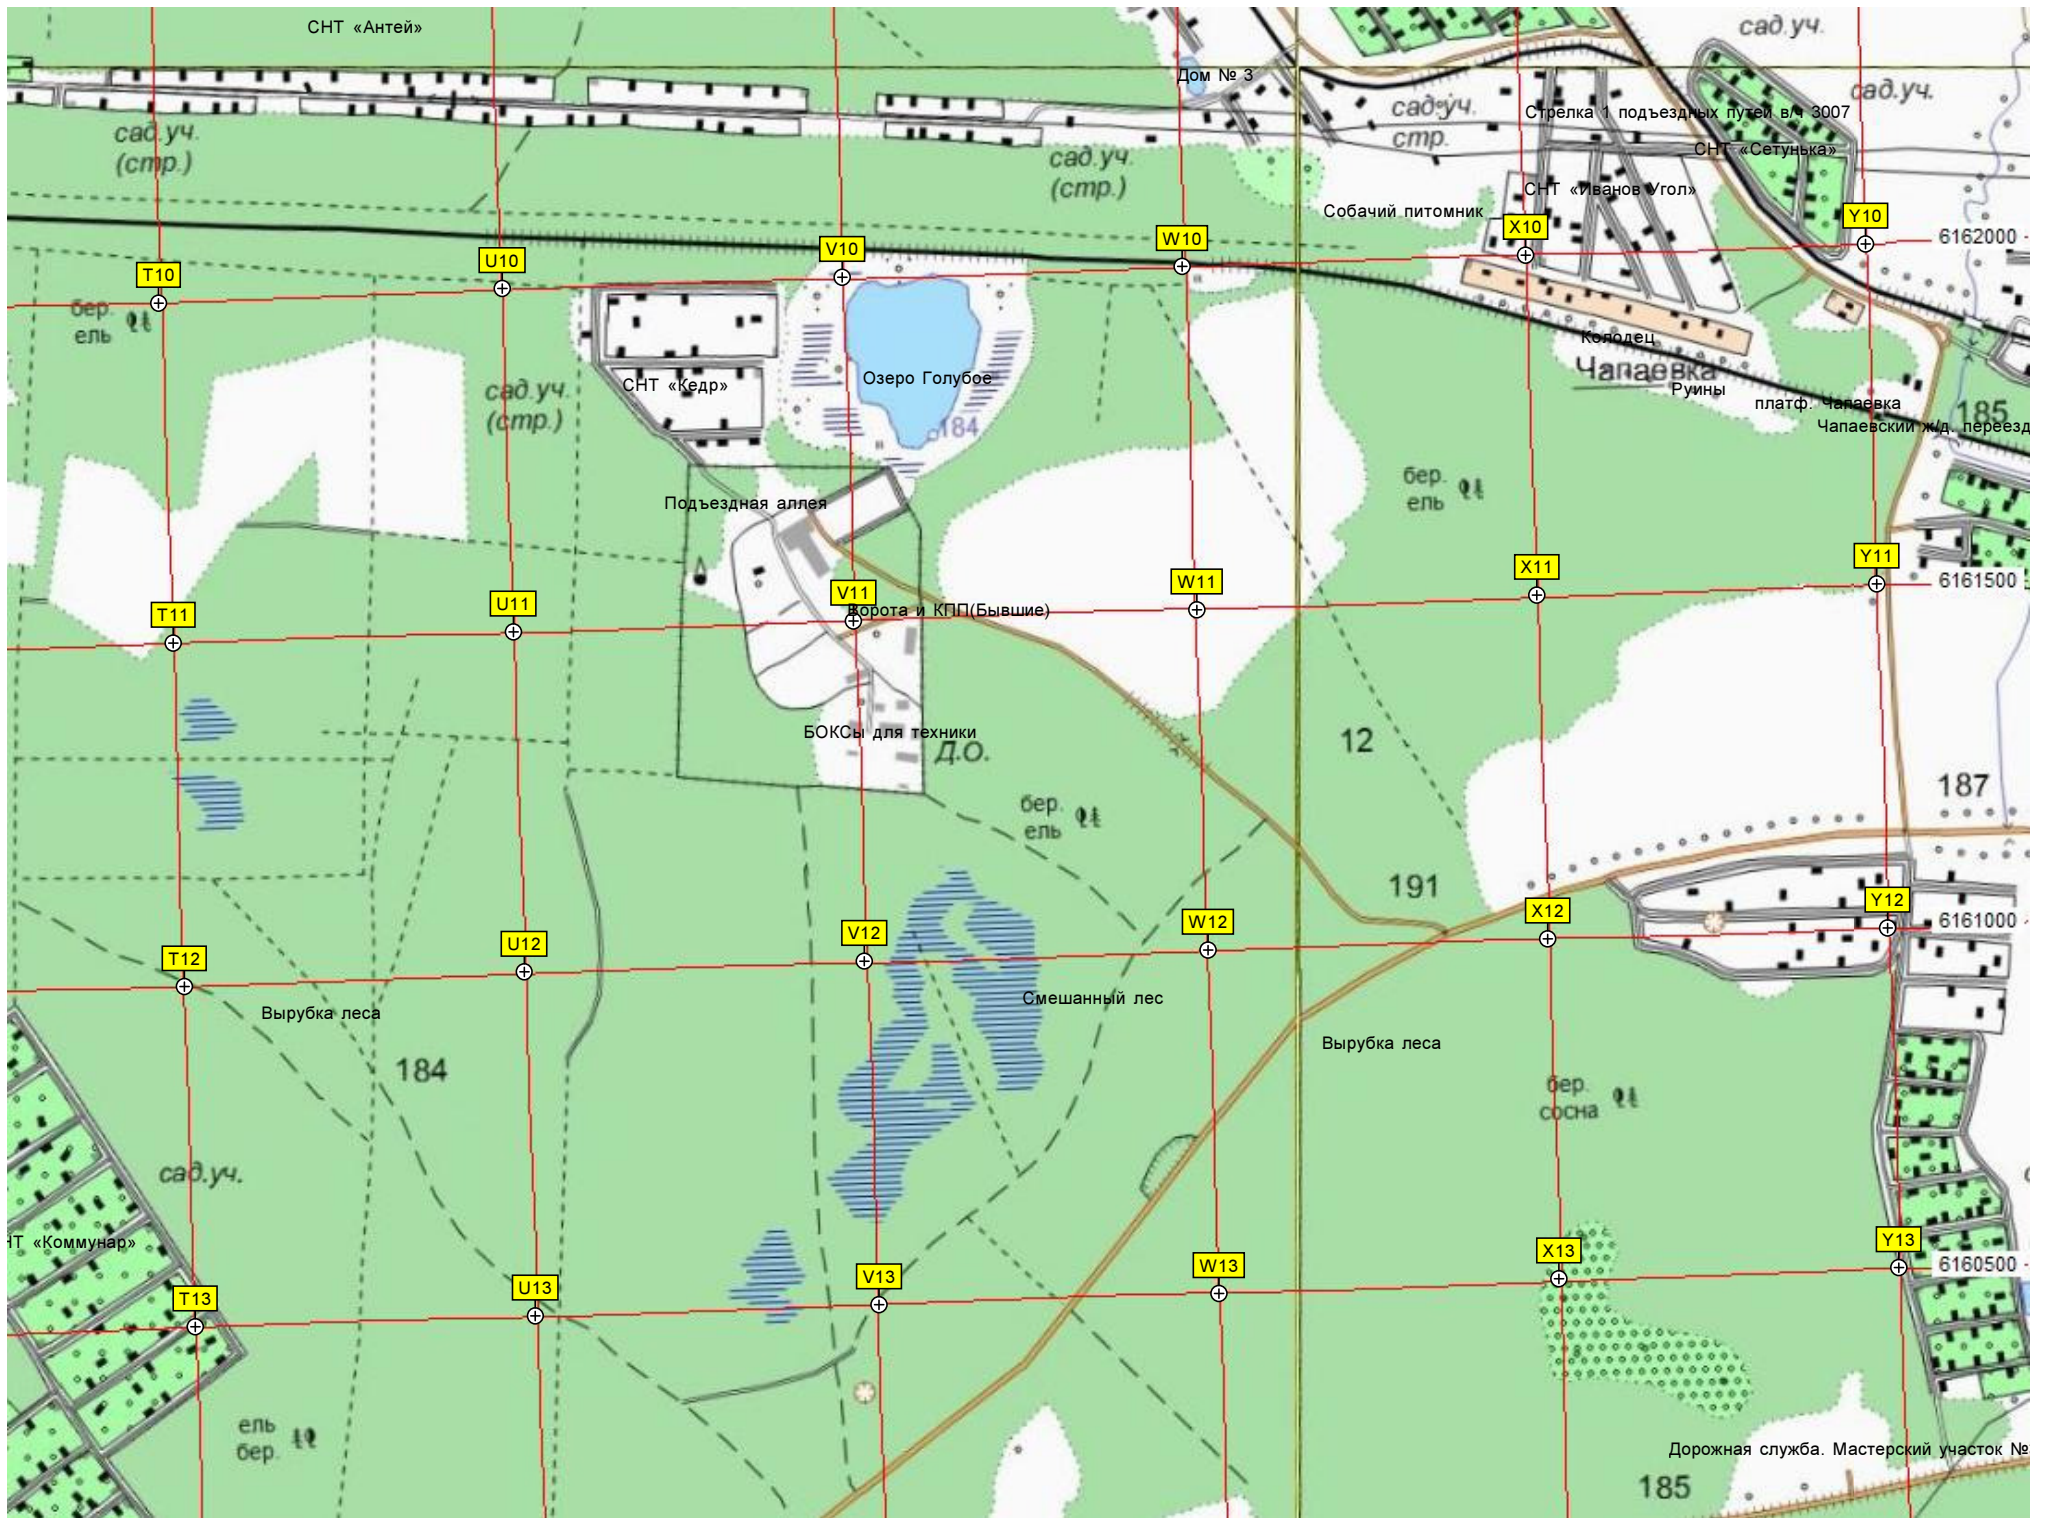 СНТ «Антей»
сад.уч.
Дом № 3
сад.уч.
стр.
сад.уч.
Стрелка 1 подъездных путей в/ч 3007
сад.уч.
(стр.)
сад.уч.
(стр.)
СНТ «Сетунька»
СНТ «Иванов Угол»
Собачий питомник
Y10
X10
6162000
W10
V10
U10
T10
бер.
ель
Колодец
Чапаевка
Озеро Голубое
СНТ «Кедр»
сад.уч.
(стр.)
Руины
платф. Чапаевка
185
Чапаевский ж/д. переезд
184
бер.
ель
Подъездная аллея
Y11
6161500
X11
W11
V11
Ворота и КПП(Бывшие)
U11
T11
БОКСы для техники
Д.О.
12
187
бер.
ель
191
Y12
6161000
X12
W12
V12
U12
T12
Смешанный лес
Вырубка леса
Вырубка леса
184
бер.
сосна
сад.уч.
НТ «Коммунар»
Y13
6160500
X13
W13
V13
U13
T13
ель
бер.
Дорожная служба. Мастерский участок №
185